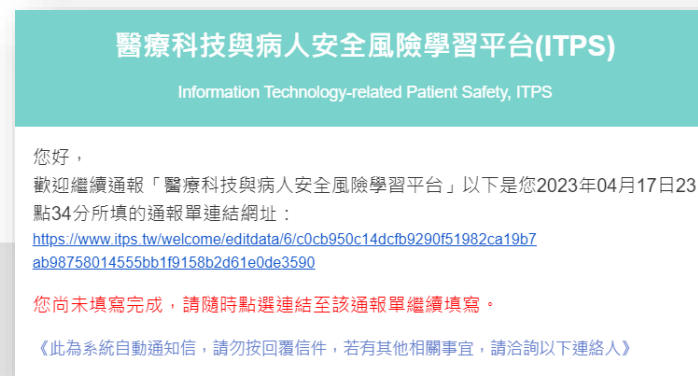 醫療科技與病人安全風險學習平台(ITPS)
Information Technology-related Patient Safety, ITPS
您好，
歡迎繼續通報「醫療科技與病人安全風險學習平台」以下是您2023年04月17日23
點34分所填的通報單連結網址：
https://www.itps.tw/welcome/editdata/6/c0cb950c14dcfb9290f51982ca19b7
ab98758014555bb1f9158b2d61e0de3590
您尚未填寫完成，請隨時點選連結至該通報單繼續填寫。
《此為系統自動通知信，請勿按回覆信件，若有其他相關事宜，請洽詢以下連絡人》